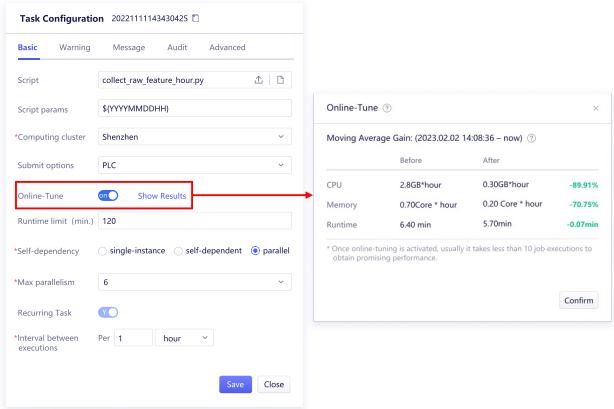 Task Configuration 20221111143430425
Basic Warning Message Audit Advanced
Script collect_raw_feature_hour.py
Script params ${YYYYMMDDHH}
*Computing cluster Shenzhen
Submit options PLC
Online-Tune on Show Results
Runtime limit (min.) 120
*Self-dependency single-instance self-dependent parallel
*Max parallelism 6
Recurring Task Y
*Interval between executions Per 1 hour
Save Close
Online-Tune
Moving Average Gain: (2023.02.02 14:08:36 – now)
Before After
CPU 2.8GB*hour 0.30GB*hour -89.91%
Memory 0.70Core * hour 0.20 Core * hour -70.75%
Runtime 6.40 min 5.70min -0.07min
* Once online-tuning is activated, usually it takes less than 10 job executions to
obtain promising performance.
Confirm